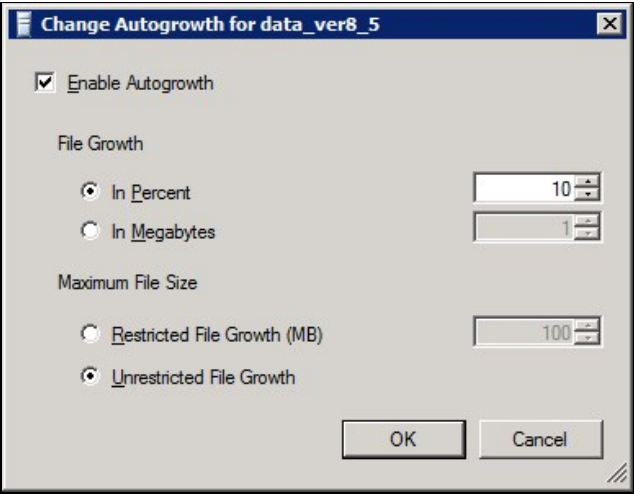 Change Autogrowth for data_ver8_5
Enable Autogrowth
File Growth
In Percent 10
In Megabytes 1
Maximum File Size
Restricted File Growth (MB) 100
Unrestricted File Growth
OK Cancel